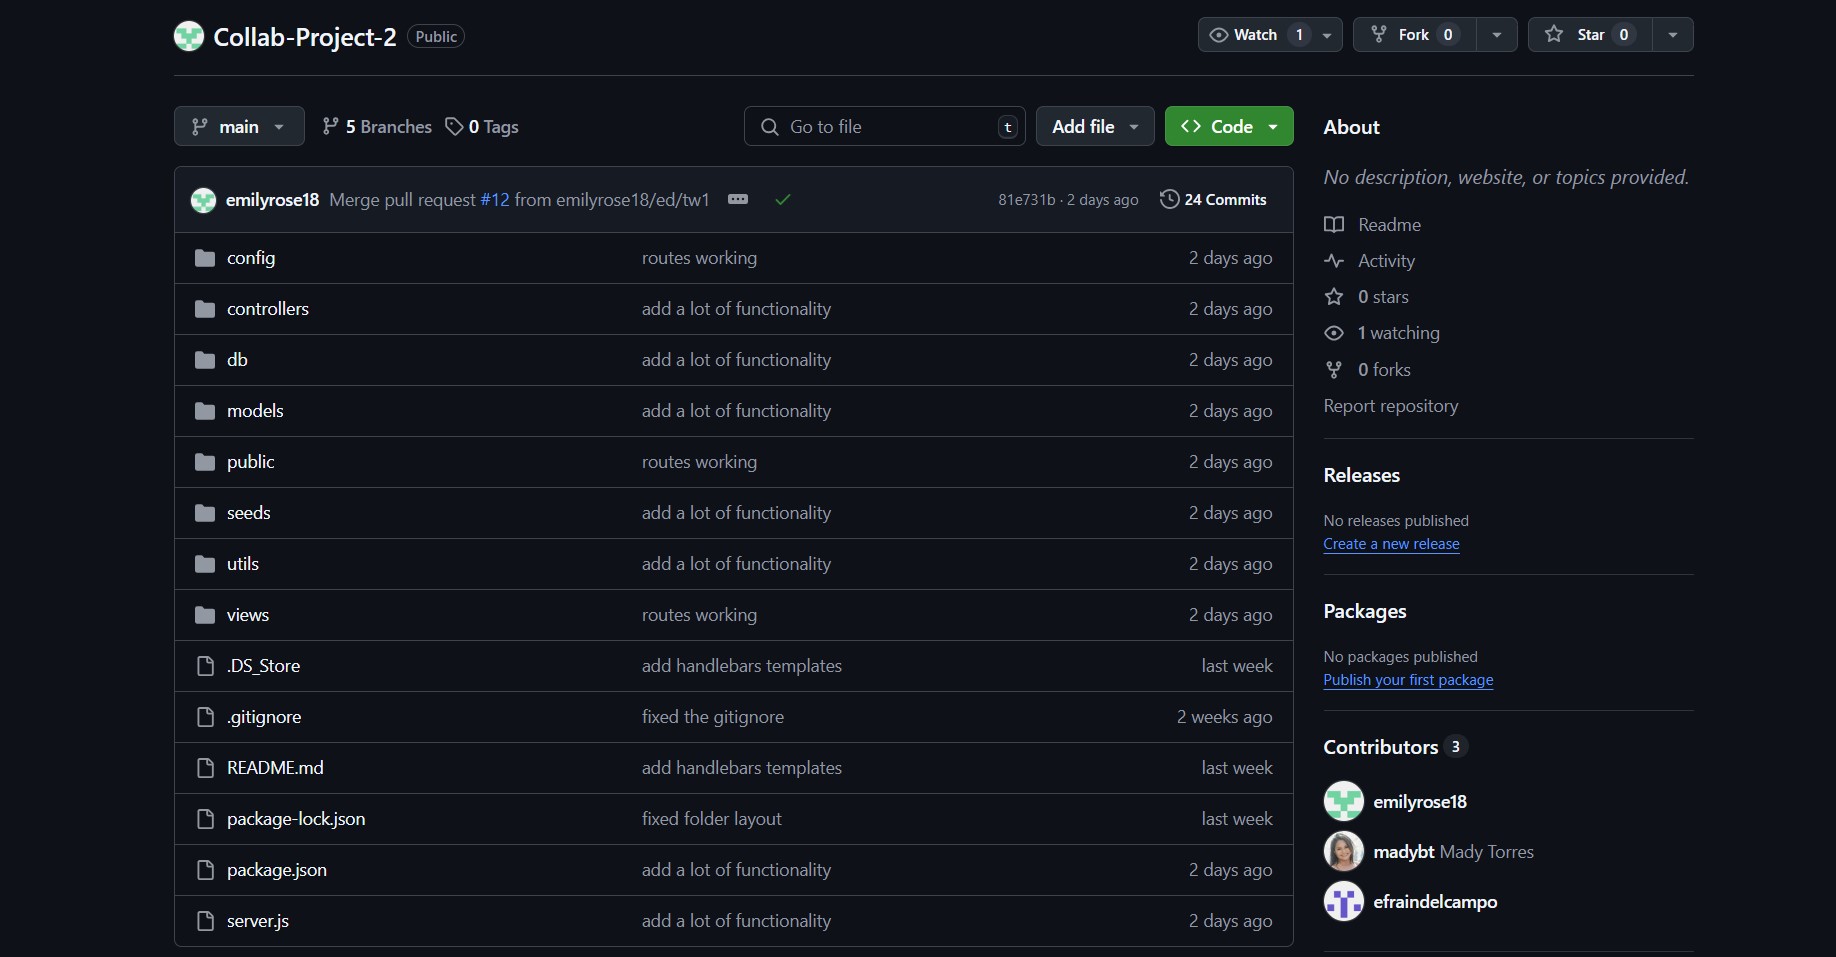 Collab-Project-2 Public Watch 1 Fork 0 Star 0
main 5 Branches 0 Tags Go to file t Add file Code
emilyrose18 Merge pull request #12 from emilyrose18/ed/tw1 81e731b · 2 days ago 24 Commits
config routes working 2 days ago
controllers add a lot of functionality 2 days ago
db add a lot of functionality 2 days ago
models add a lot of functionality 2 days ago
public routes working 2 days ago
seeds add a lot of functionality 2 days ago
utils add a lot of functionality 2 days ago
views routes working 2 days ago
.DS_Store add handlebars templates last week
.gitignore fixed the gitignore 2 weeks ago
README.md add handlebars templates last week
package-lock.json fixed folder layout last week
package.json add a lot of functionality 2 days ago
server.js add a lot of functionality 2 days ago
About
No description, website, or topics provided.
Readme
Activity
0 stars
1 watching
0 forks
Report repository
Releases
No releases published
Create a new release
Packages
No packages published
Publish your first package
Contributors 3
emilyrose18
madybt Mady Torres
efraindelcampo